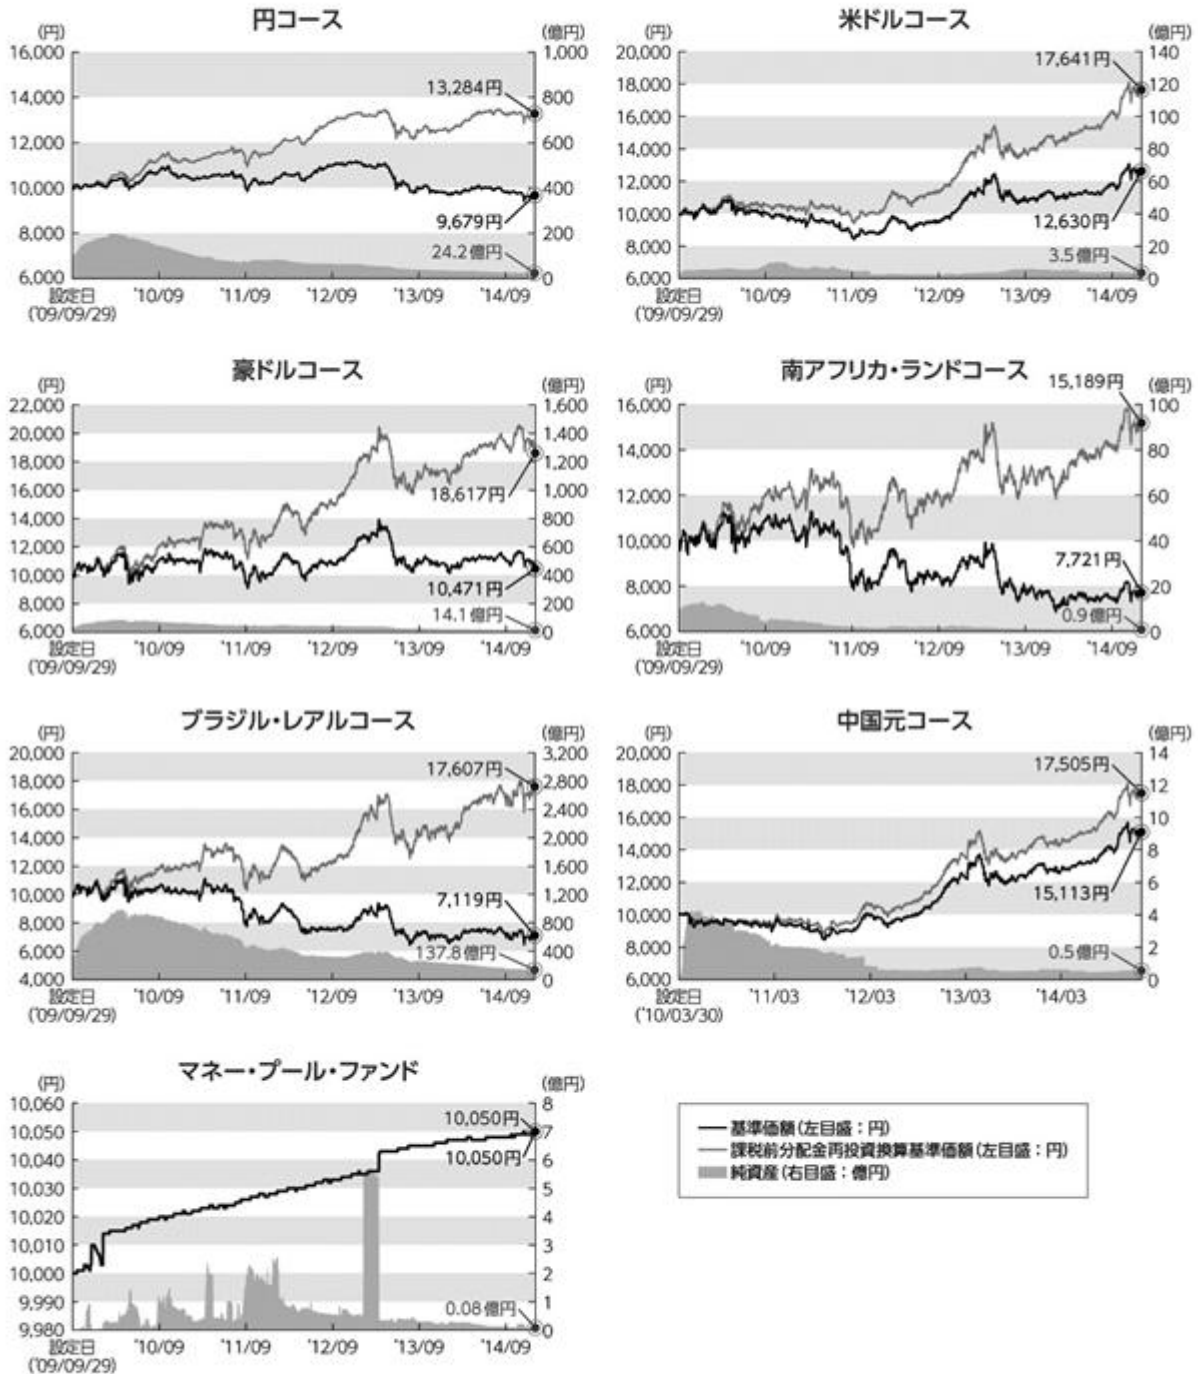 円コース
(円)
(億円)
16,000
14,000
12,000
10,000
8,000
6,000
1,000
800
600
400
200
0
13,284円
9,679円
24.2億円
設定日
('09/09/29)
'10/09
'11/09
'12/09
'13/09
'14/09
米ドルコース
(円)
(億円)
20,000
18,000
16,000
14,000
12,000
10,000
8,000
6,000
140
120
100
80
60
40
20
0
17,641円
12,630円
3.5億円
設定日
('09/09/29)
'10/09
'11/09
'12/09
'13/09
'14/09
豪ドルコース
(円)
(億円)
22,000
20,000
18,000
16,000
14,000
12,000
10,000
8,000
6,000
1,600
1,400
1,200
1,000
800
600
400
200
0
18,617円
10,471円
14.1億円
設定日
('09/09/29)
'10/09
'11/09
'12/09
'13/09
'14/09
南アフリカ・ランドコース
(円)
(億円)
16,000
14,000
12,000
10,000
8,000
6,000
100
80
60
40
20
0
15,189円
7,721円
0.9億円
設定日
('09/09/29)
'10/09
'11/09
'12/09
'13/09
'14/09
ブラジル・レアルコース
(円)
(億円)
20,000
18,000
16,000
14,000
12,000
10,000
8,000
6,000
4,000
3,200
2,800
2,400
2,000
1,600
1,200
800
400
0
17,607円
7,119円
137.8億円
設定日
('09/09/29)
'10/09
'11/09
'12/09
'13/09
'14/09
中国元コース
(円)
(億円)
20,000
18,000
16,000
14,000
12,000
10,000
8,000
6,000
14
12
10
8
6
4
2
0
17,505円
15,113円
0.5億円
設定日
('10/03/30)
'11/03
'12/03
'13/03
'14/03
マネー・プール・ファンド
(円)
(億円)
10,060
10,050
10,040
10,030
10,020
10,010
10,000
9,990
9,980
8
7
6
5
4
3
2
1
0
10,050円
10,050円
0.08億円
設定日
('09/09/29)
'10/09
'11/09
'12/09
'13/09
'14/09
基準価額(左目盛：円)
課税前分配金再投資換算基準価額(左目盛：円)
純資産(右目盛：億円)